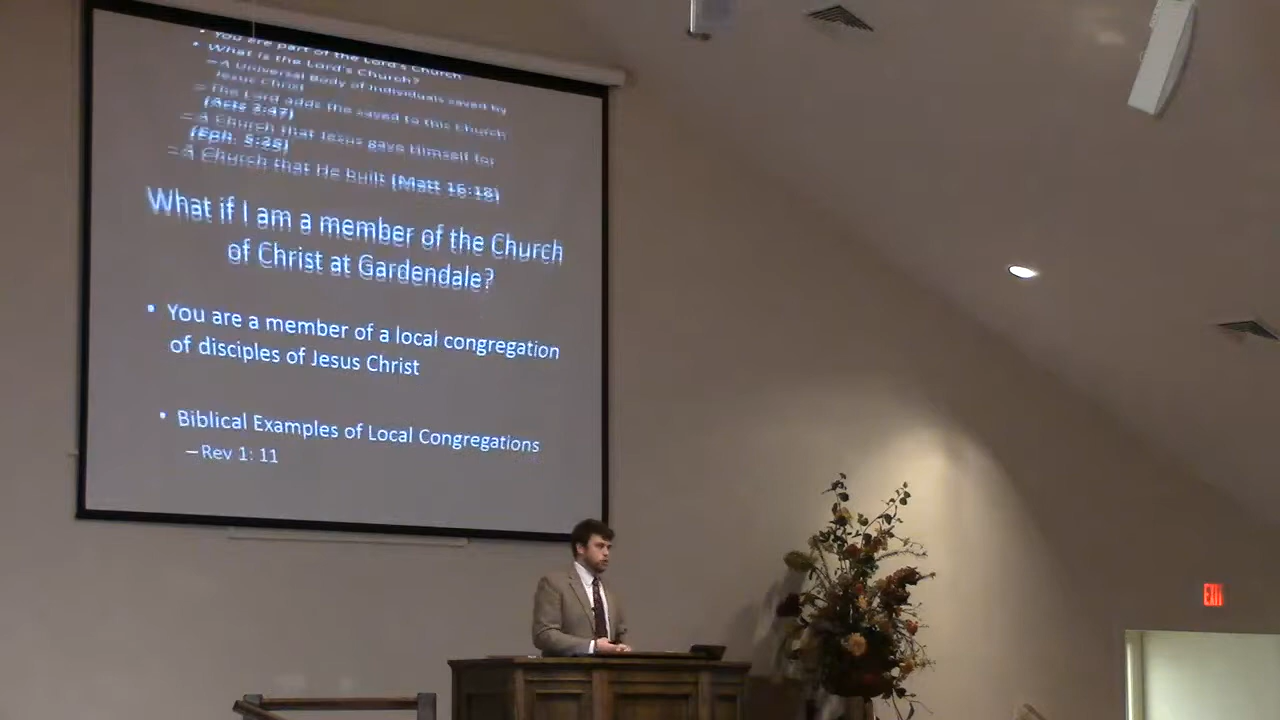 • You are part of the Lord's Church
• What is the Lord's Church?
– A Universal Body of Individuals saved by
Jesus Christ
– The Lord adds the saved to this Church
(Acts 2:47)
– A Church that Jesus gave Himself for
(Eph. 5:25)
– A Church that He built (Matt 16:18)
What if I am a member of the Church
of Christ at Gardendale?
• You are a member of a local congregation
of disciples of Jesus Christ
• Biblical Examples of Local Congregations
– Rev 1: 11
EXIT